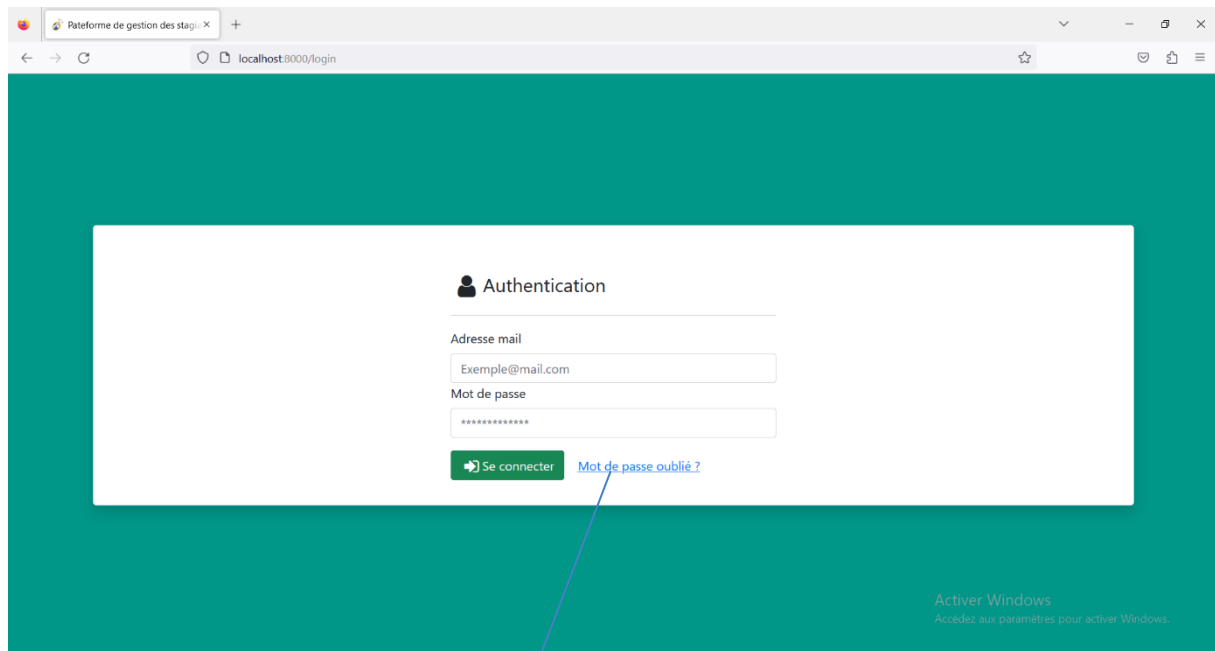 Pateforme de gestion des stagi
localhost:8000/login
Authentication
Adresse mail
Exemple@mail.com
Mot de passe
*************
Se connecter Mot de passe oublié ?
Activer Windows
Accédez aux paramètres pour activer Windows.